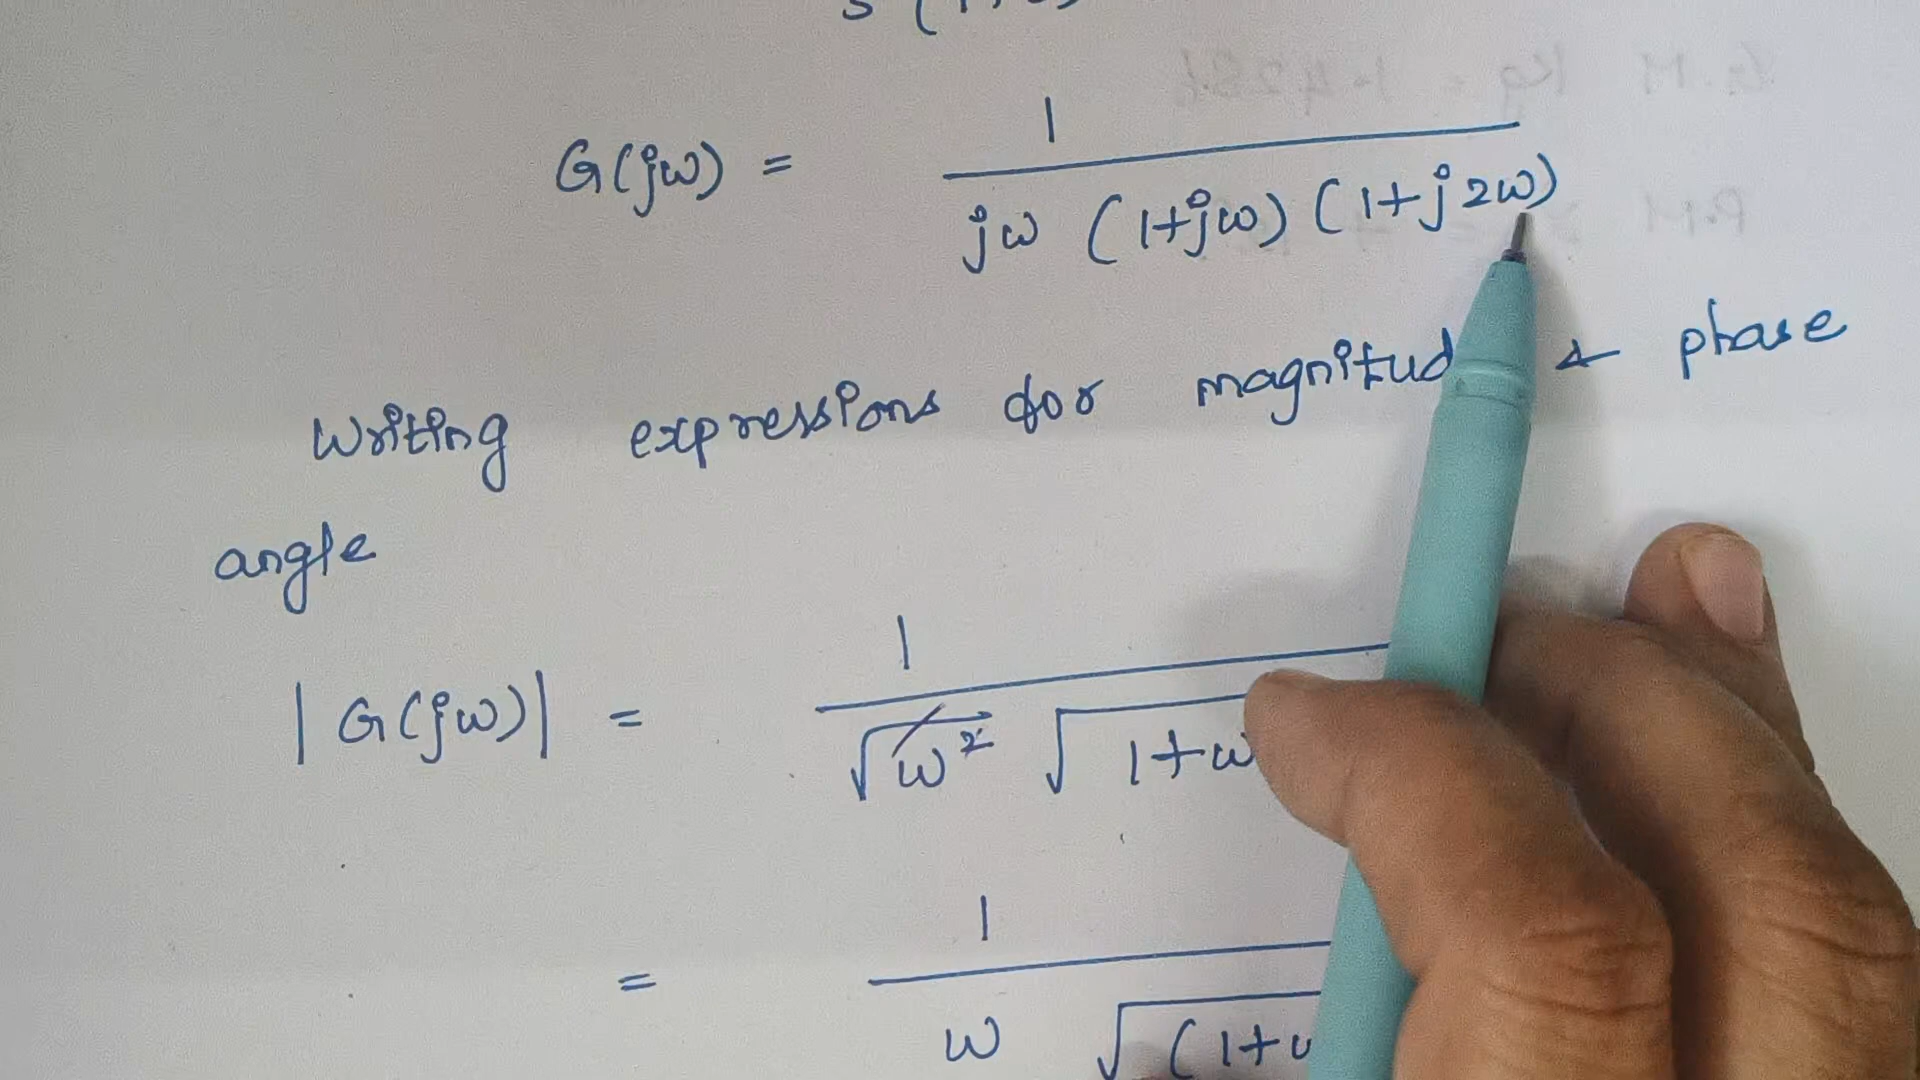 G(jω) = 1 / jω (1+jω) (1+j2ω)
Writing expressions for magnitud & phase
angle
|G(jω)| = 1 / √ω² √1+ω
= 1 / ω √(1+